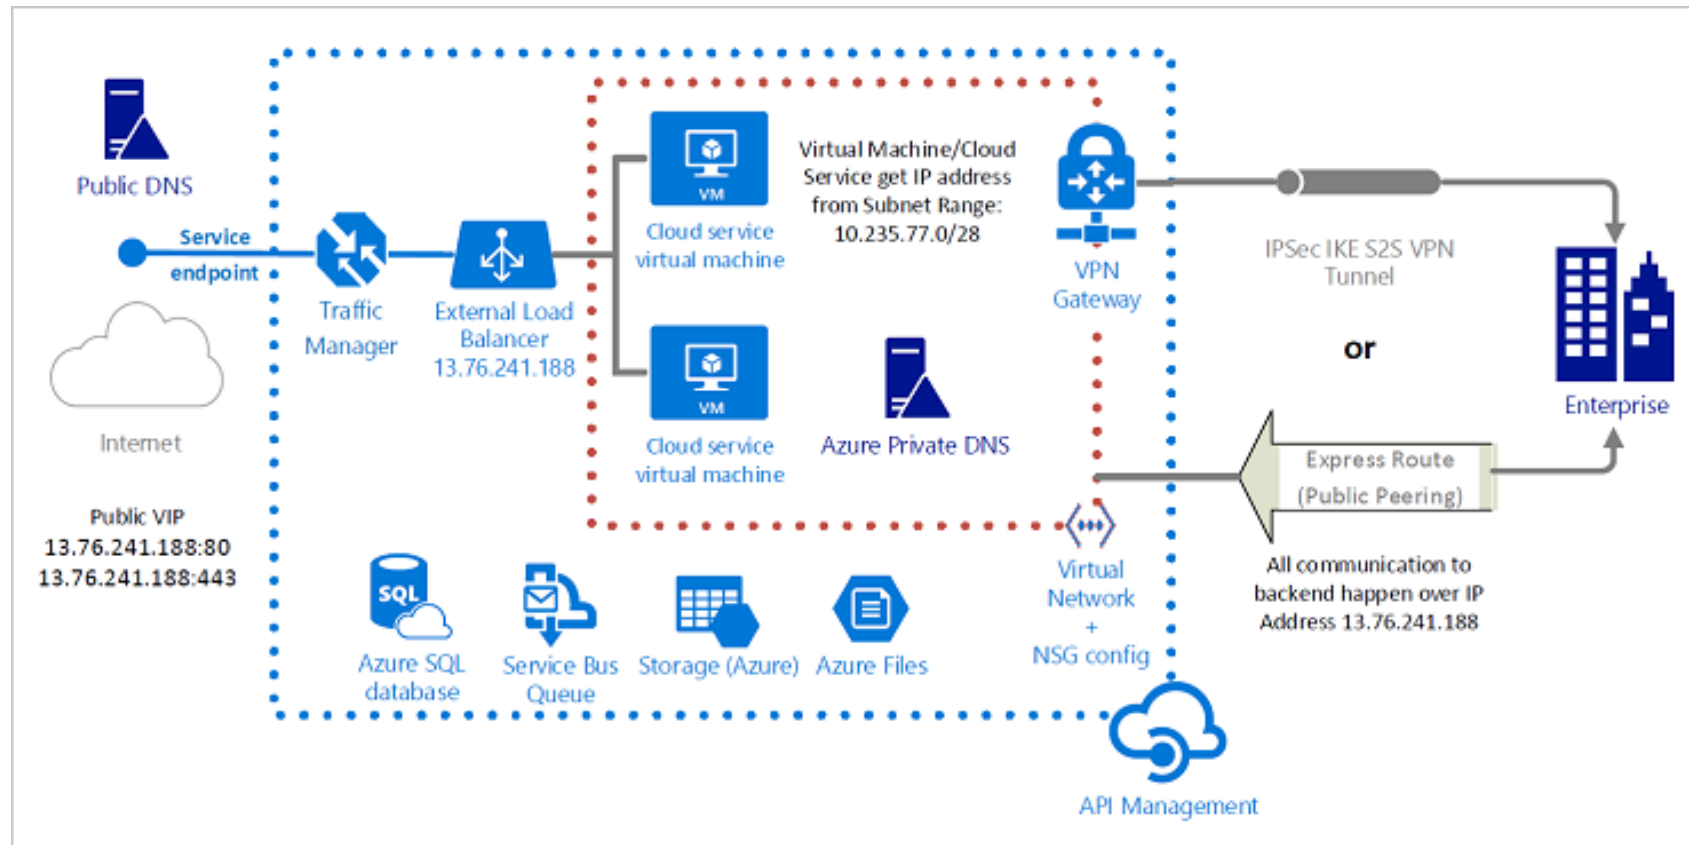 Public DNS
Service
endpoint
Internet
Public VIP
13.76.241.188:80
13.76.241.188:443
Traffic
Manager
External Load
Balancer
13.76.241.188
VM
Cloud service
virtual machine
VM
Cloud service
virtual machine
Virtual Machine/Cloud
Service get IP address
from Subnet Range:
10.235.77.0/28
Azure Private DNS
VPN
Gateway
IPSec IKE S2S VPN
Tunnel
or
Enterprise
Express Route
(Public Peering)
All communication to
backend happen over IP
Address 13.76.241.188
SQL
Azure SQL
database
Service Bus
Queue
Storage (Azure)
Azure Files
Virtual
Network
+
NSG config
API Management